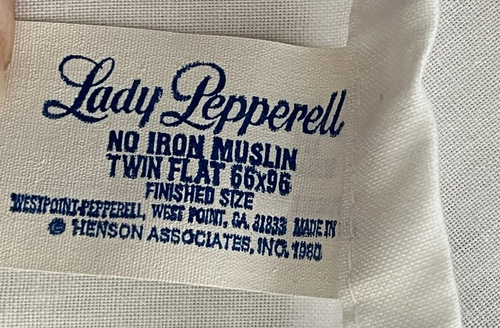 Lady Pepperell
NO IRON MUSLIN
TWIN FLAT 66x96
FINISHED SIZE
WESTPOINT-PEPPERELL, WEST POINT, GA. 31833 MADE IN
© HENSON ASSOCIATES, INC. 1980